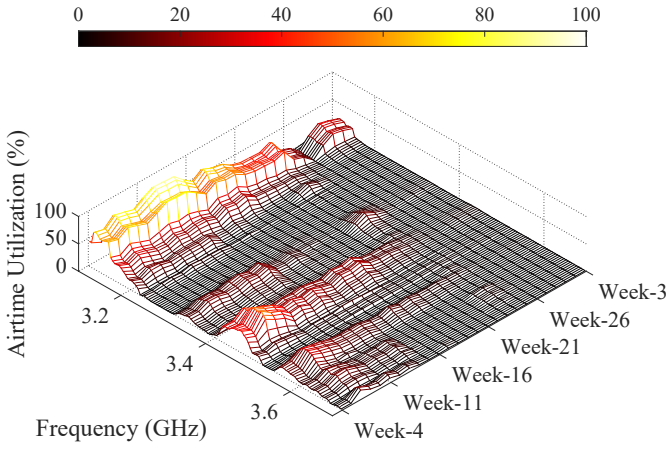 0 20 40 60 80 100
Airtime Utilization (%)
100
50
0
3.2
3.4
3.6
Frequency (GHz)
Week-3
Week-26
Week-21
Week-16
Week-11
Week-4